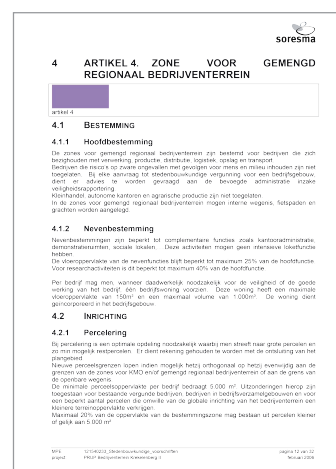 soresma
4 ARTIKEL 4. ZONE VOOR GEMENGD
REGIONAAL BEDRIJVENTERREIN
artikel 4
4.1 BESTEMMING
4.1.1 Hoofdbestemming
De zones voor gemengd regionaal bedrijventerrein zijn bestemd voor bedrijven die zich
bezighouden met verwerking, productie, distributie, logistiek, opslag en transport.
Bedrijven die risico's op zware ongevallen met gevolgen voor mens en milieu inhouden zijn niet
toegelaten. Bij elke aanvraag tot stedenbouwkundige vergunning voor een bedrijfsgebouw,
dient er advies te worden gevraagd aan de bevoegde administratie inzake
veiligheidsrapportering.
Kleinhandel, autonome kantoren en agrarische productie zijn niet toegelaten.
In de zones voor gemengd regionaal bedrijventerrein mogen interne wegenis, fietspaden en
grachten worden aangelegd.
4.1.2 Nevenbestemming
Nevenbestemmingen zijn beperkt tot complementaire functies zoals kantooradministratie,
demonstratieruimten, sociale lokalen. Deze activiteiten mogen geen intensieve loketfunctie
hebben.
De vloeroppervlakte van de nevenfuncties blijft beperkt tot maximum 25% van de hoofdfunctie.
Voor researchactiviteiten is dit beperkt tot maximum 40% van de hoofdfunctie.
Per bedrijf mag men, wanneer daadwerkelijk noodzakelijk voor de veiligheid of de goede
werking van het bedrijf, één bedrijfswoning voorzien. Deze woning heeft een maximale
vloeroppervlakte van 150m² en een maximaal volume van 1.000m³. De woning dient
geïncorporeerd in het bedrijfsgebouw.
4.2 INRICHTING
4.2.1 Percelering
Bij percelering is een optimale opdeling noodzakelijk waarbij men streeft naar grote percelen en
zo min mogelijk restpercelen. Er dient rekening gehouden te worden met de ontsluiting van het
plangebied.
Nieuwe perceelsgrenzen lopen indien mogelijk hetzij orthogonaal op hetzij evenwijdig aan de
grenzen van de zones voor KMO en/of gemengd regionaal bedrijventerrein of aan de grens van
de openbare wegenis.
De minimale perceelsoppervlakte per bedrijf bedraagt 5.000 m². Uitzonderingen hierop zijn
toegestaan voor bestaande vergunde bedrijven, bedrijven in bedrijfsverzamelgebouwen en voor
een beperkt aantal percelen die omwille van de globale inrichting van het bedrijventerrein een
kleinere terreinoppervlakte verkrijgen.
Maximaal 20% van de oppervlakte van de bestemmingszone mag bestaan uit percelen kleiner
of gelijk aan 5.000 m².
pagina 12 van 32
project
februari 2006